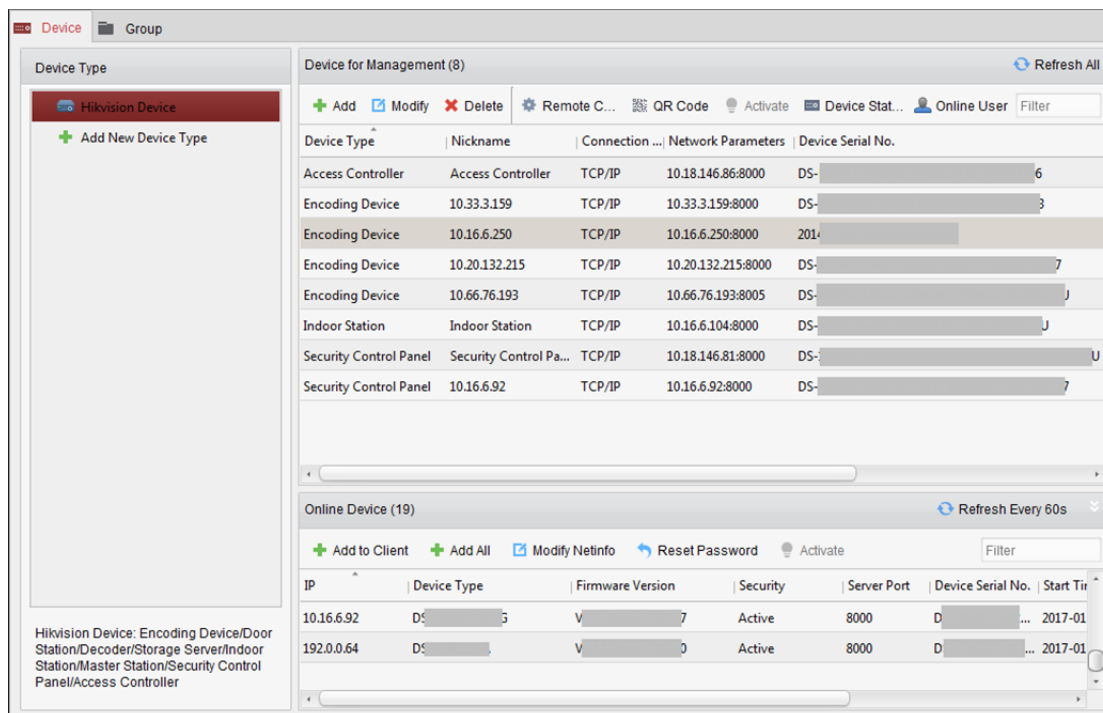 Device Group
Device Type
Hikvision Device
Add New Device Type
Hikvision Device: Encoding Device/Door
Station/Decoder/Storage Server/Indoor
Station/Master Station/Security Control
Panel/Access Controller
Device for Management (8) Refresh All
Add Modify Delete Remote C... QR Code Activate Device Stat... Online User Filter
Device Type Nickname Connection ... Network Parameters Device Serial No.
Access Controller Access Controller TCP/IP 10.18.146.86:8000 DS- 6
Encoding Device 10.33.3.159 TCP/IP 10.33.3.159:8000 DS- 3
Encoding Device 10.16.6.250 TCP/IP 10.16.6.250:8000 2014
Encoding Device 10.20.132.215 TCP/IP 10.20.132.215:8000 DS- 7
Encoding Device 10.66.76.193 TCP/IP 10.66.76.193:8005 DS- U
Indoor Station Indoor Station TCP/IP 10.16.6.104:8000 DS- U
Security Control Panel Security Control Pa... TCP/IP 10.18.146.81:8000 DS- U
Security Control Panel 10.16.6.92 TCP/IP 10.16.6.92:8000 DS- 7
Online Device (19) Refresh Every 60s
Add to Client Add All Modify Netinfo Reset Password Activate Filter
IP Device Type Firmware Version Security Server Port Device Serial No. Start Tir
10.16.6.92 DS G V 7 Active 8000 D ... 2017-01
192.0.0.64 DS V 0 Active 8000 D ... 2017-01